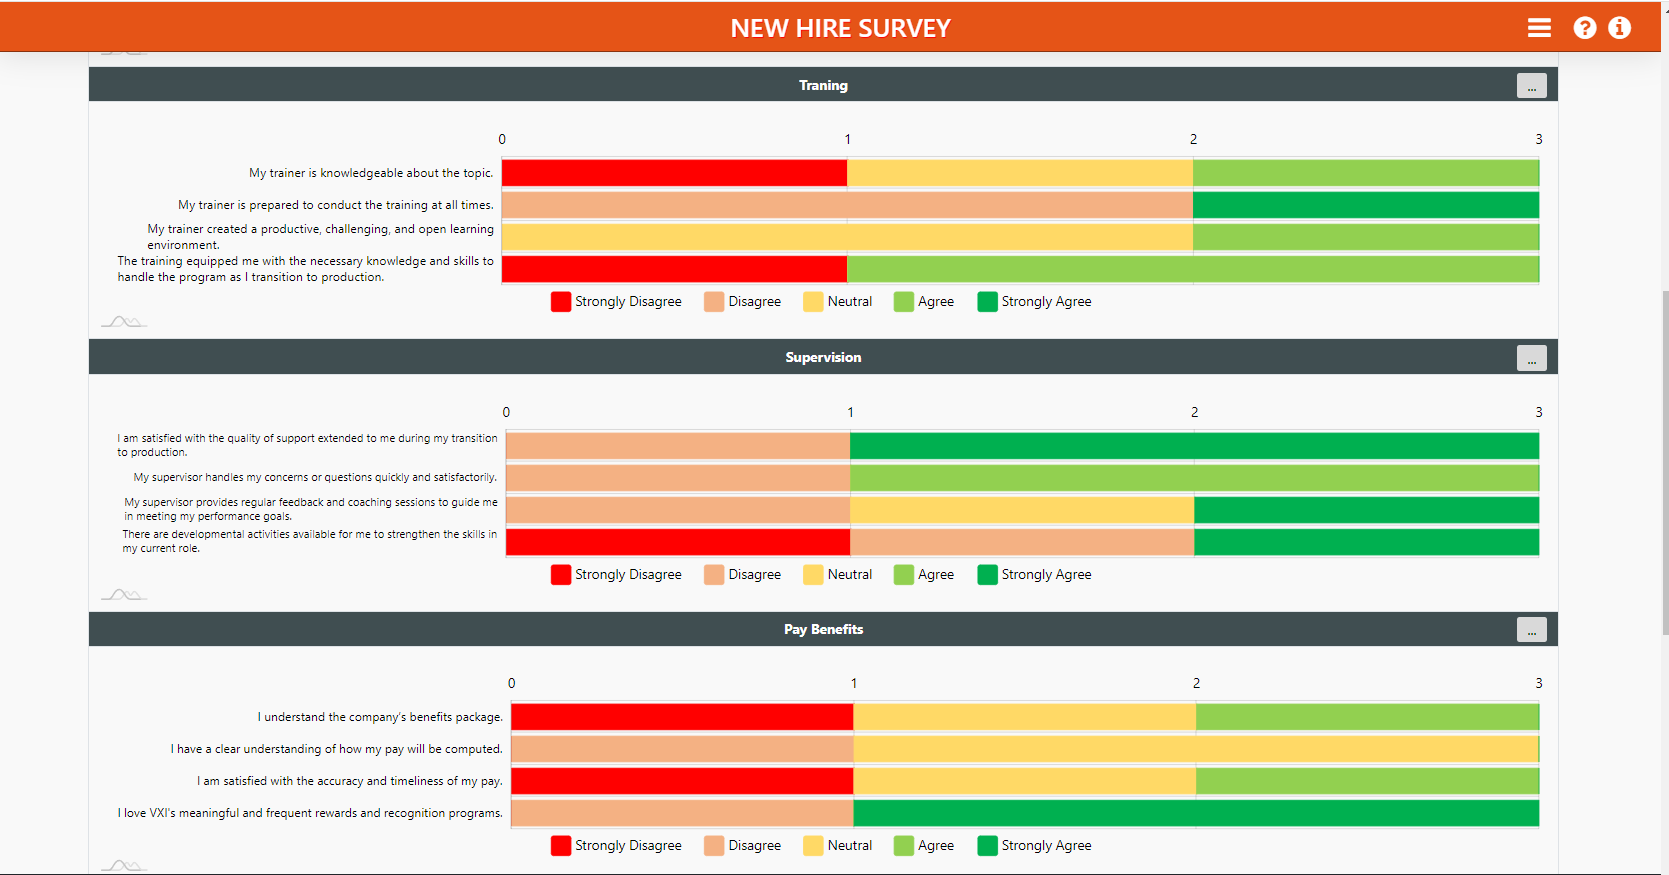 NEW HIRE SURVEY
Traning
...
0 1 2 3
My trainer is knowledgeable about the topic.
My trainer is prepared to conduct the training at all times.
My trainer created a productive, challenging, and open learning
environment.
The training equipped me with the necessary knowledge and skills to
handle the program as I transition to production.
Strongly Disagree Disagree Neutral Agree Strongly Agree
Supervision
...
0 1 2 3
I am satisfied with the quality of support extended to me during my transition
to production.
My supervisor handles my concerns or questions quickly and satisfactorily.
My supervisor provides regular feedback and coaching sessions to guide me
in meeting my performance goals.
There are developmental activities available for me to strengthen the skills in
my current role.
Strongly Disagree Disagree Neutral Agree Strongly Agree
Pay Benefits
...
0 1 2 3
I understand the company's benefits package.
I have a clear understanding of how my pay will be computed.
I am satisfied with the accuracy and timeliness of my pay.
I love VXI's meaningful and frequent rewards and recognition programs.
Strongly Disagree Disagree Neutral Agree Strongly Agree